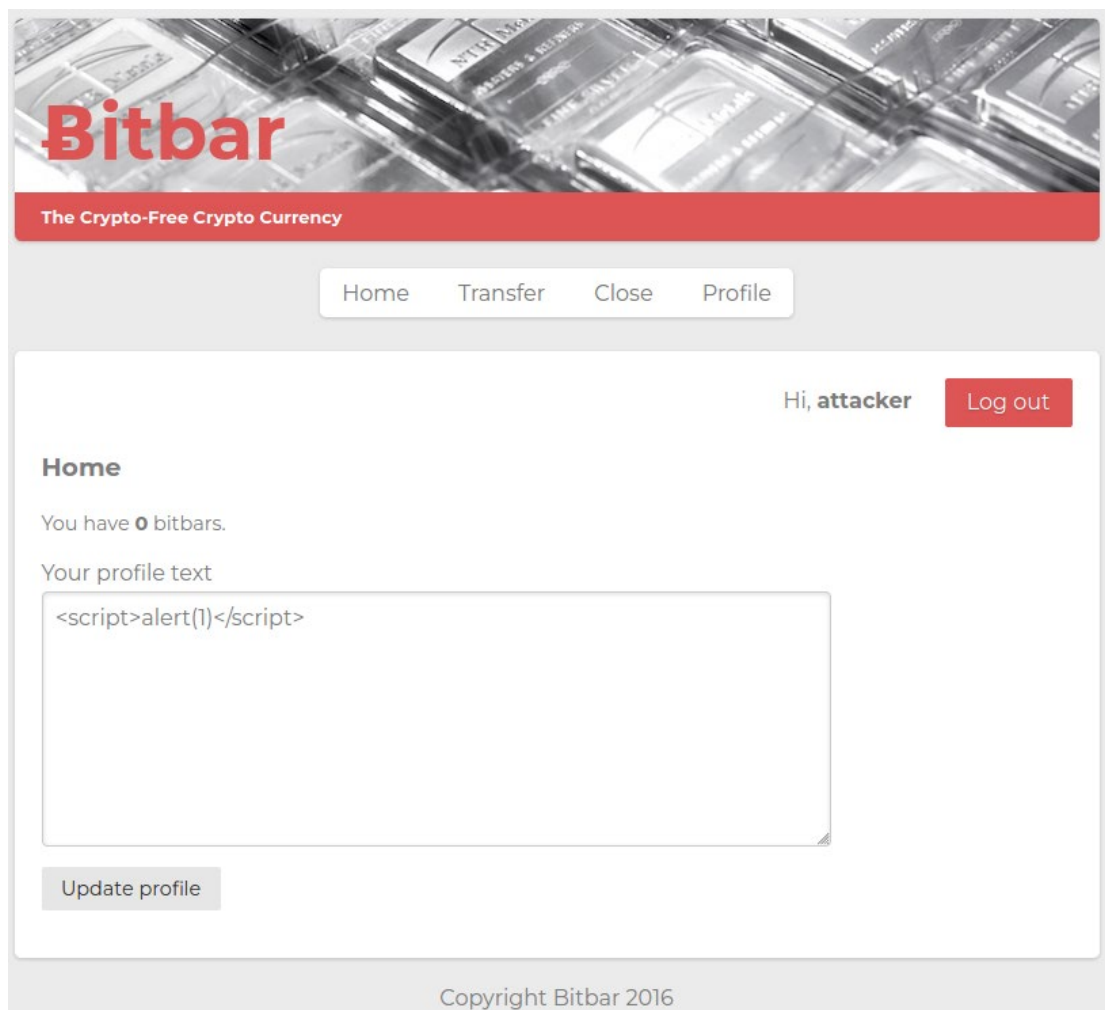 Ƀitbar
The Crypto-Free Crypto Currency
Home Transfer Close Profile
Hi, attacker Log out
Home
You have 0 bitbars.
Your profile text
<script>alert(1)</script>
Update profile
Copyright Bitbar 2016